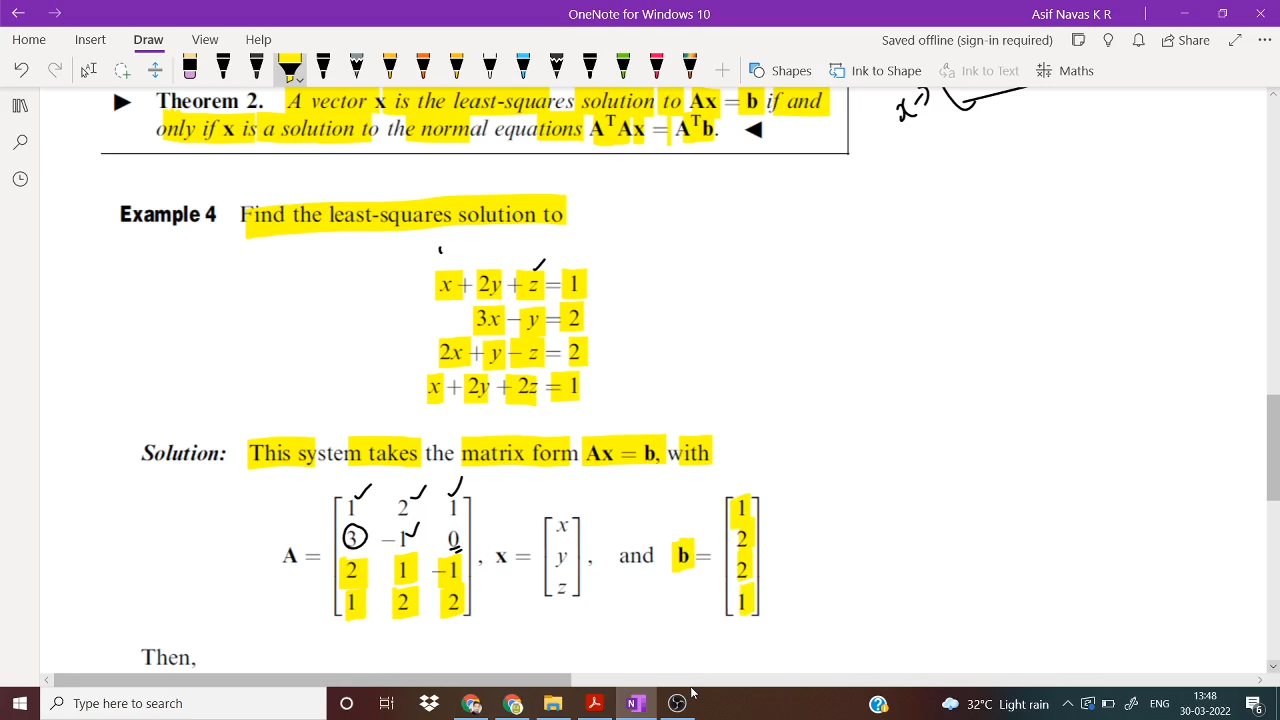 OneNote for Windows 10
Asif Navas K R
Home Insert Draw View Help
Saved offline (sign-in required)
Share
Shapes
Ink to Shape
Ink to Text
Maths
▶ Theorem 2. A vector x is the least-squares solution to Ax = b if and
only if x is a solution to the normal equations AᵀAx = Aᵀb. ◀
x →
Example 4 Find the least-squares solution to
x + 2y + z = 1
3x − y = 2
2x + y − z = 2
x + 2y + 2z = 1
Solution: This system takes the matrix form Ax = b, with
1 2 1
3 −1 0
2 1 −1
1 2 2
A =
, x =
x
y
z
, and b =
1
2
2
1
Then,
Type here to search
32°C Light rain
ENG
13:48
30-03-2022
6